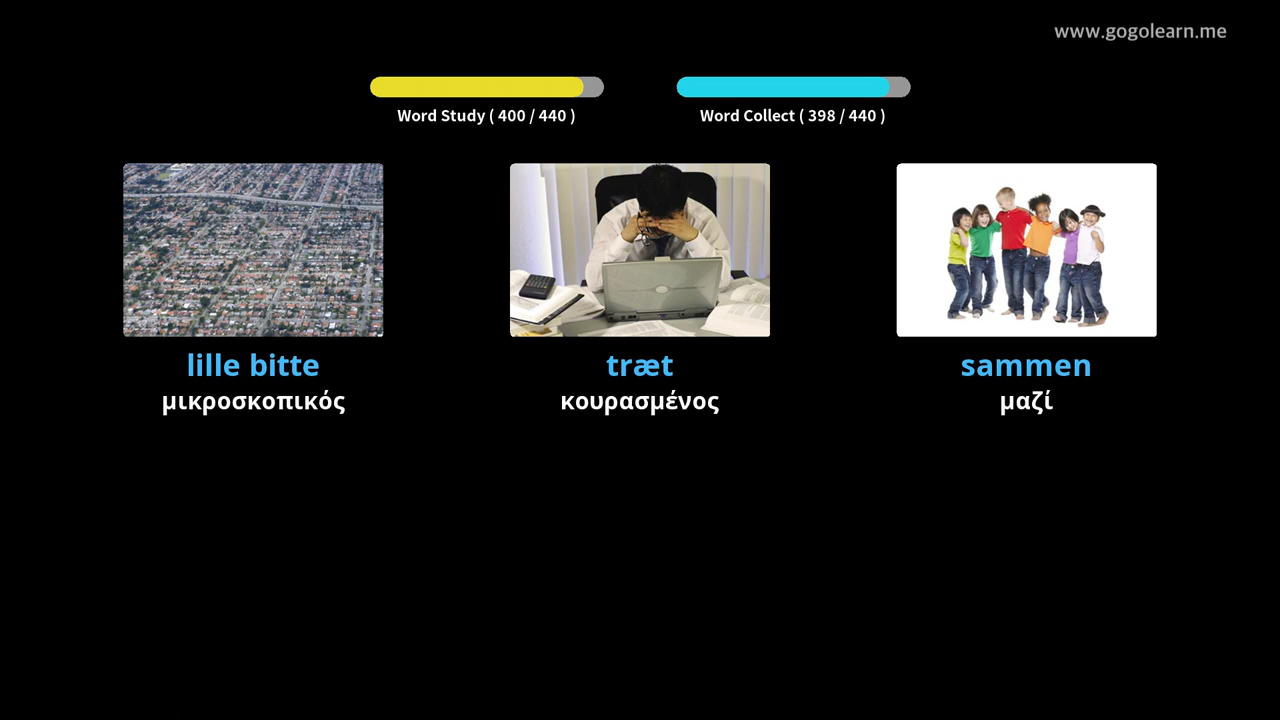 www.gogolearn.me
Word Study ( 400 / 440 )
Word Collect ( 398 / 440 )
lille bitte
μικροσκοπικός
træt
κουρασμένος
sammen
μαζί